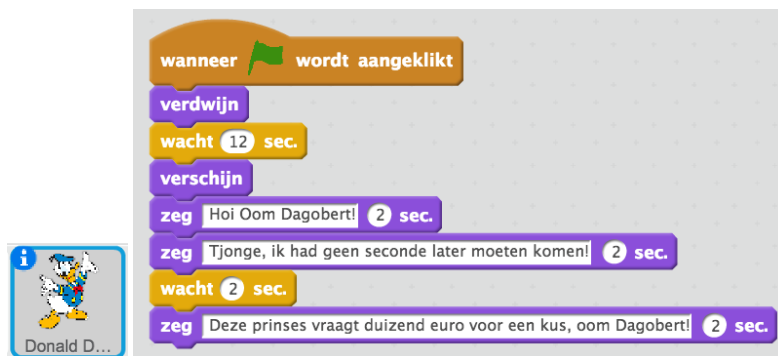 wanneer wordt aangeklikt
verdwijn
wacht 12 sec.
verschijn
zeg Hoi Oom Dagobert! 2 sec.
zeg Tjonge, ik had geen seconde later moeten komen! 2 sec.
wacht 2 sec.
zeg Deze prinses vraagt duizend euro voor een kus, oom Dagobert! 2 sec.
i
Donald D...